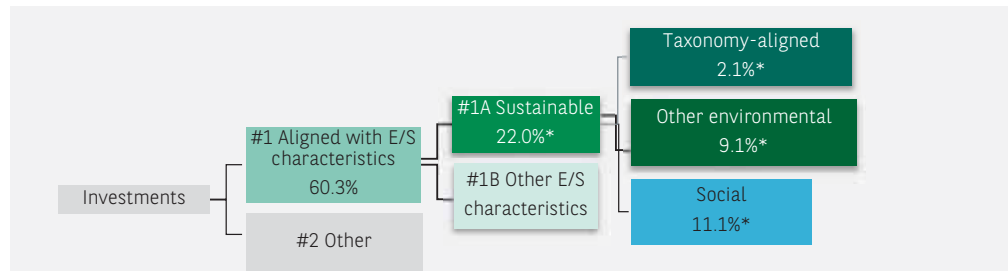 Investments
#1 Aligned with E/S
characteristics
60.3%
#2 Other
#1A Sustainable
22.0%*
#1B Other E/S
characteristics
Taxonomy-aligned
2.1%*
Other environmental
9.1%*
Social
11.1%*